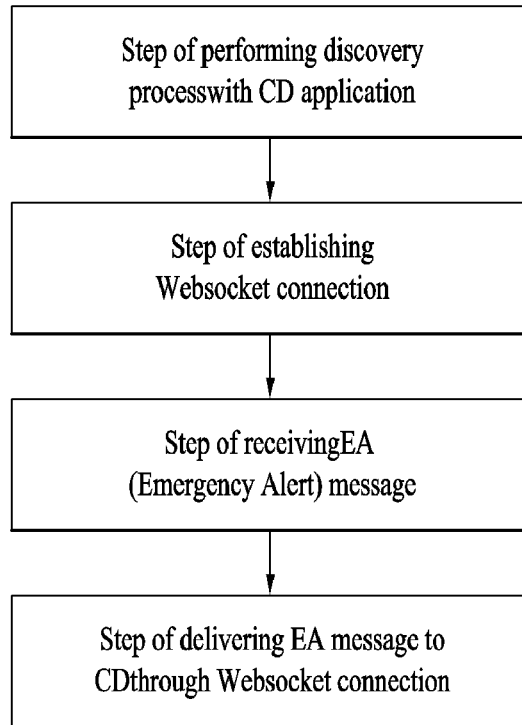 Step of performing discovery
processwith CD application
Step of establishing
Websocket connection
Step of receivingEA
(Emergency Alert) message
Step of delivering EA message to
CDthrough Websocket connection